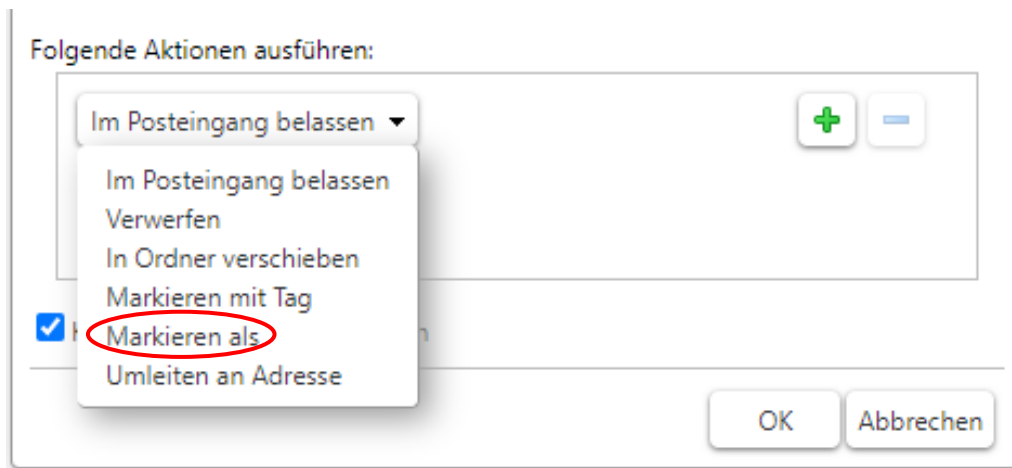 Folgende Aktionen ausführen:
Im Posteingang belassen
Im Posteingang belassen
Verwerfen
In Ordner verschieben
Markieren mit Tag
Markieren als
Umleiten an Adresse
OK Abbrechen